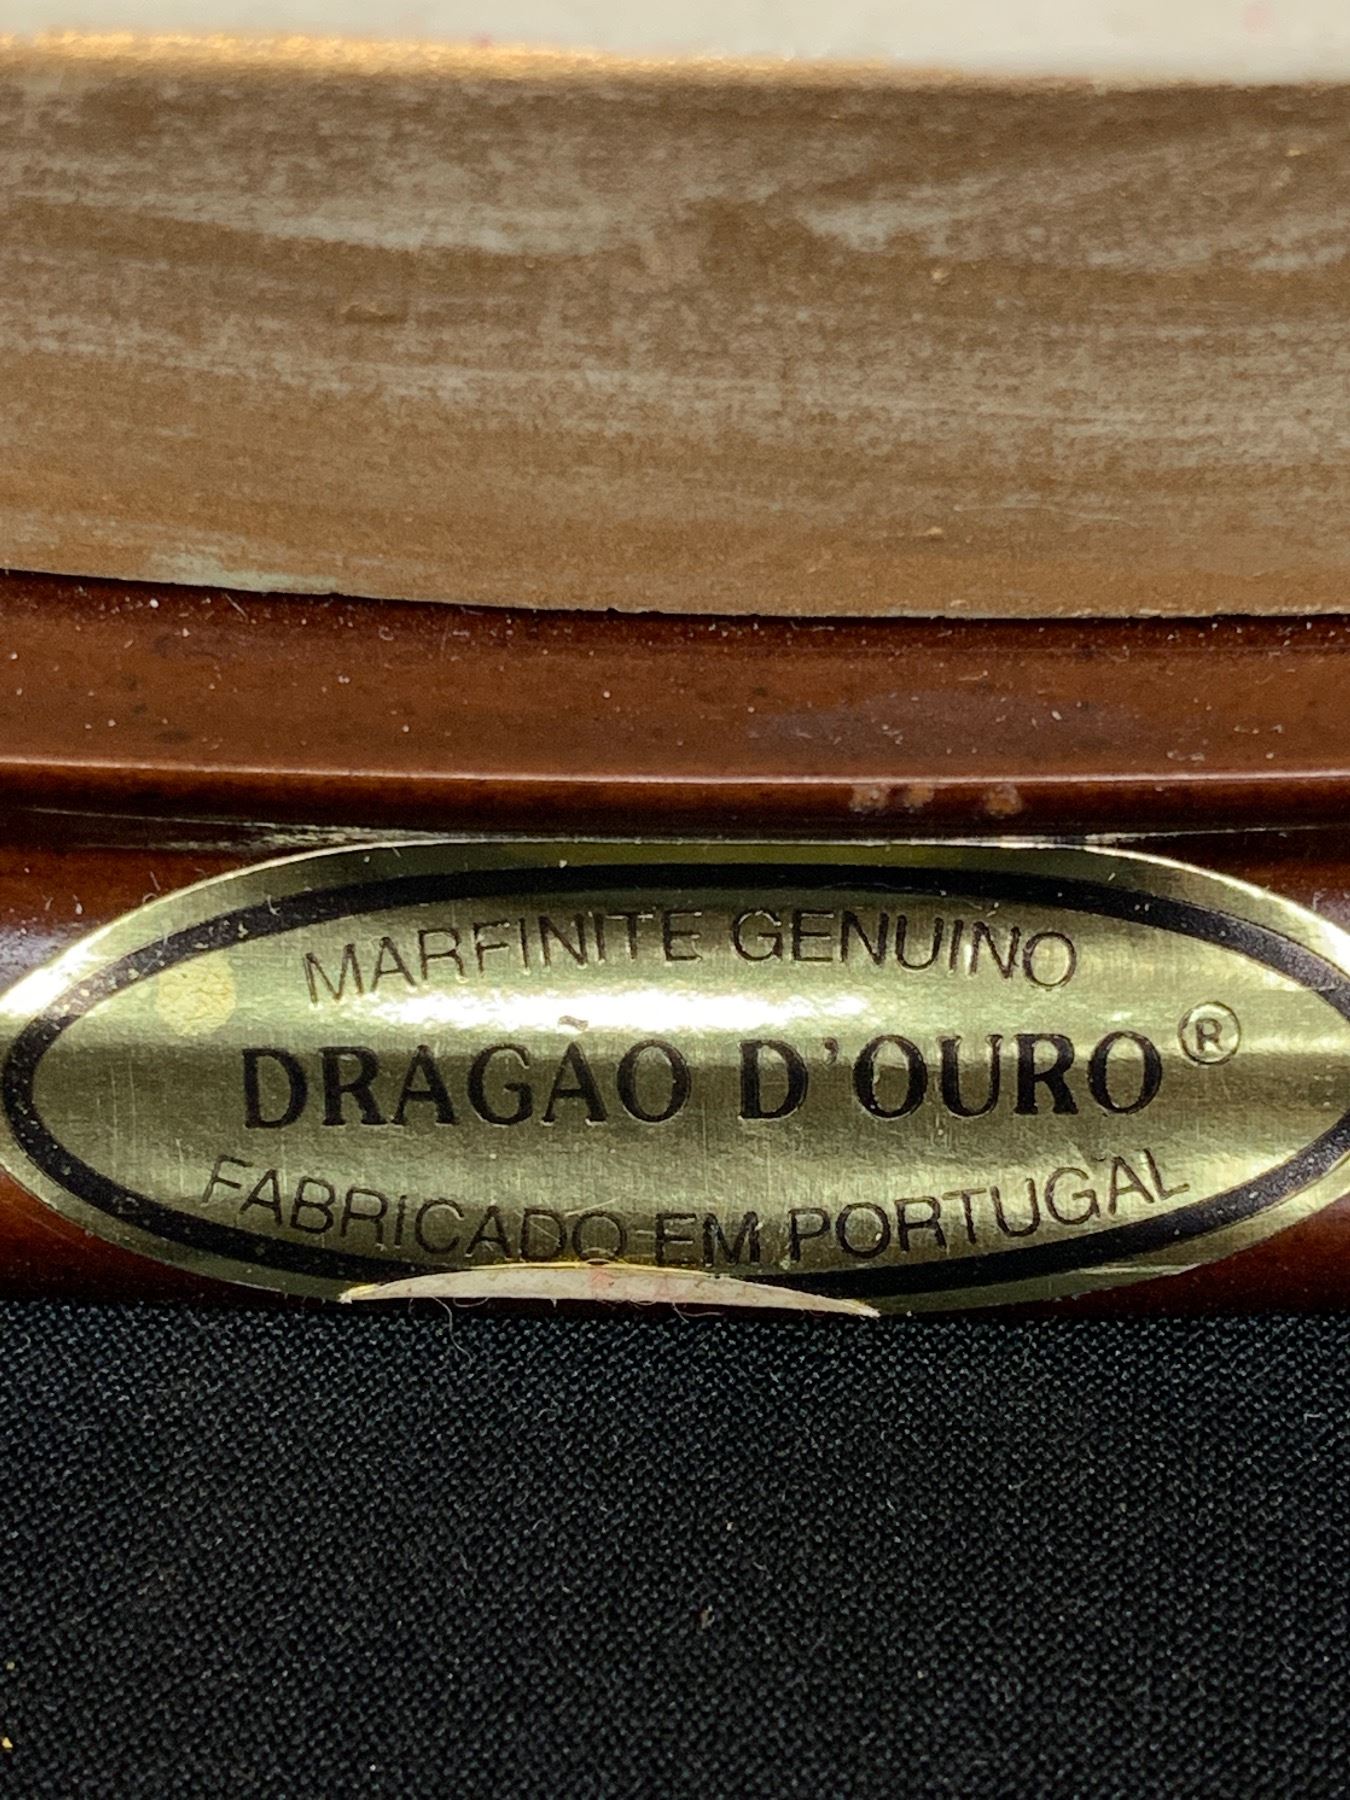 MARFINITE GENUINO
DRAGÃO D'OURO ®
FABRICADO EM PORTUGAL